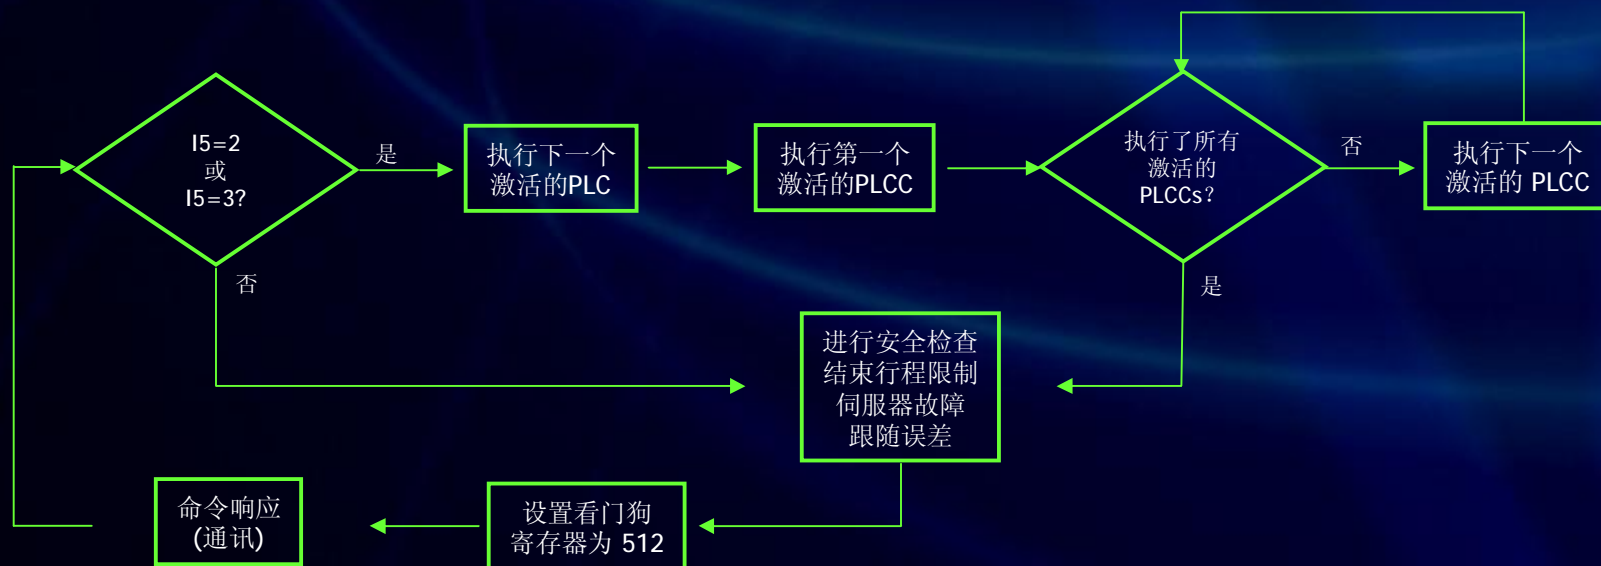 I5=2
或
I5=3?
是
执行下一个
激活的PLC
执行第一个
激活的PLCC
执行了所有
激活的
PLCCs?
否
执行下一个
激活的 PLCC
否
是
进行安全检查
结束行程限制
伺服器故障
跟随误差
命令响应
(通讯)
设置看门狗
寄存器为 512